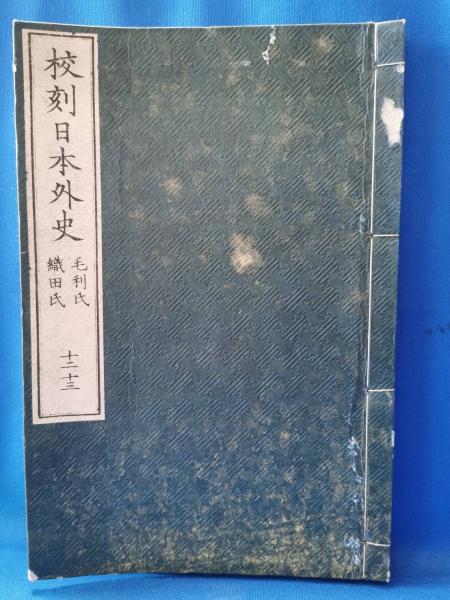 校刻日本外史
毛利氏
織田氏
十二十三